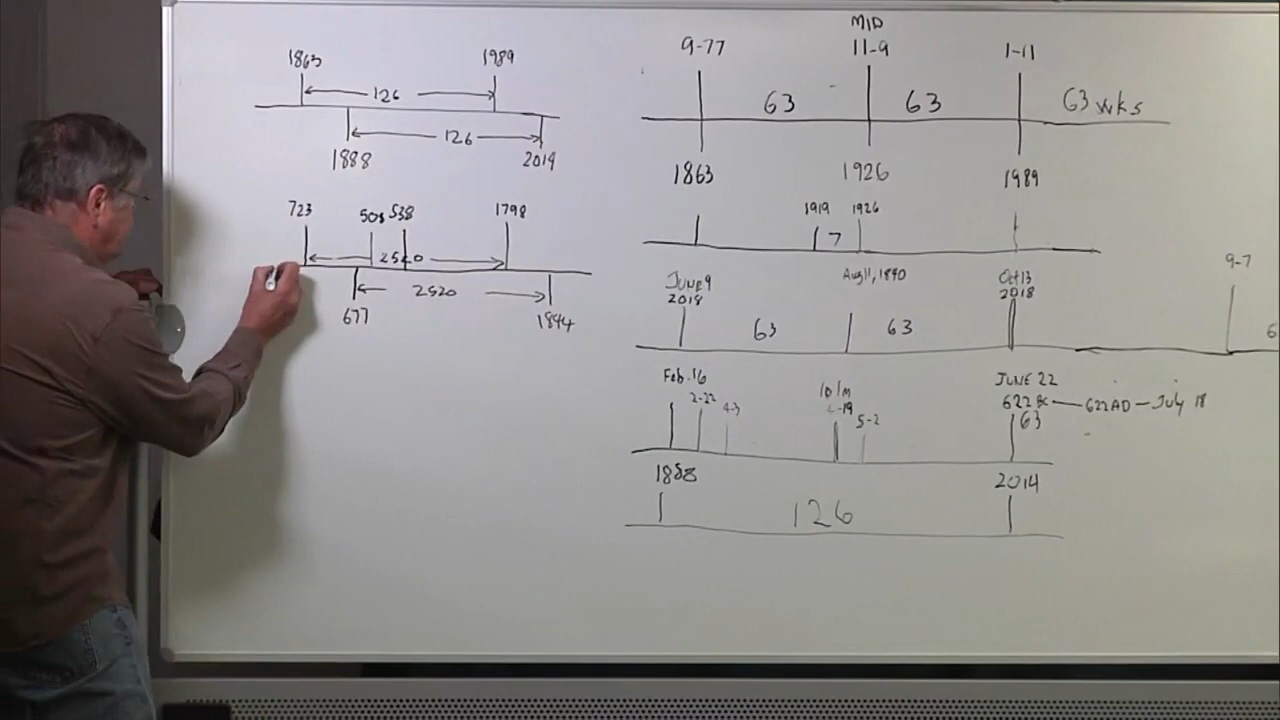 1863 1989
126
126
1888 2014
723 508 538 1798
2520
2520
677 1844
MID
9-77 11-9 1-11
63 63 63 wks
1863 1926 1989
1919 1926
7
June 9 2018 Aug 11, 1840 Oct 13 2018 9-7
63 63 6
Feb. 16 JUNE 22
2-22 4-3 10 1m 622 BC — 622 AD — July 18
-19 5-2 63
1888 2014
126